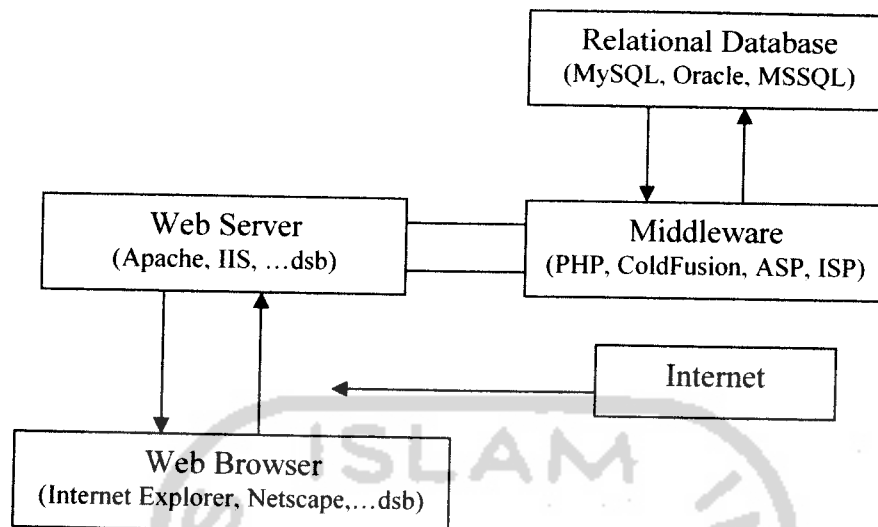 Relational Database
(MySQL, Oracle, MSSQL)
Web Server
(Apache, IIS, ...dsb)
Middleware
(PHP, ColdFusion, ASP, ISP)
Internet
Web Browser
(Internet Explorer, Netscape,...dsb)
ISLAM